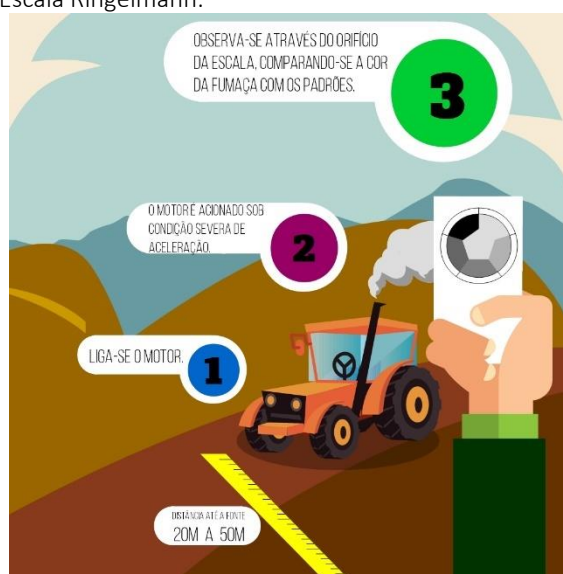 Escala Ringelmann.
OBSERVA-SE ATRAVÉS DO ORIFÍCIO
DA ESCALA, COMPARANDO-SE A COR
DA FUMAÇA COM OS PADRÕES.
3
O MOTOR É ACIONADO SOB
CONDIÇÃO SEVERA DE
ACELERAÇÃO.
2
LIGA-SE O MOTOR.
1
DISTÂNCIA ATÉ A FONTE
20M A 50M